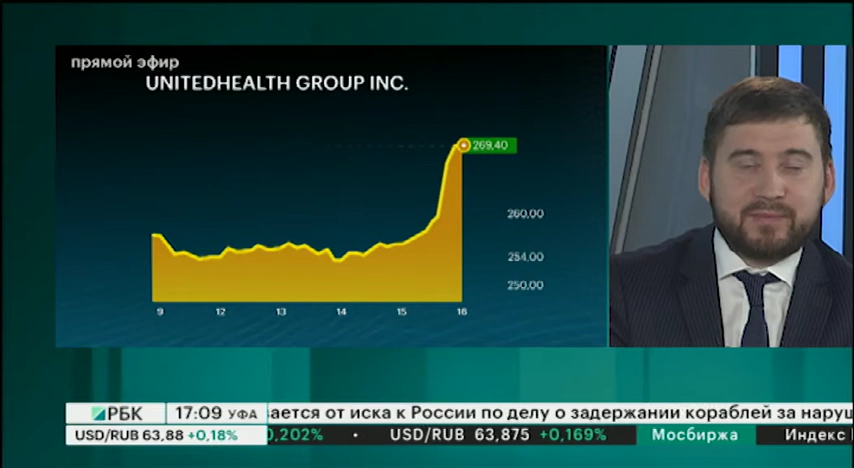 прямой эфир
UNITEDHEALTH GROUP INC.
269,40
260,00
254,00
250,00
9 12 13 14 15 16
РБК 17:09 УФА вается от иска к России по делу о задержании кораблей за наруш
USD/RUB 63,88 +0,18% 0,202% • USD/RUB 63,875 +0,169% Мосбиржа Индекс